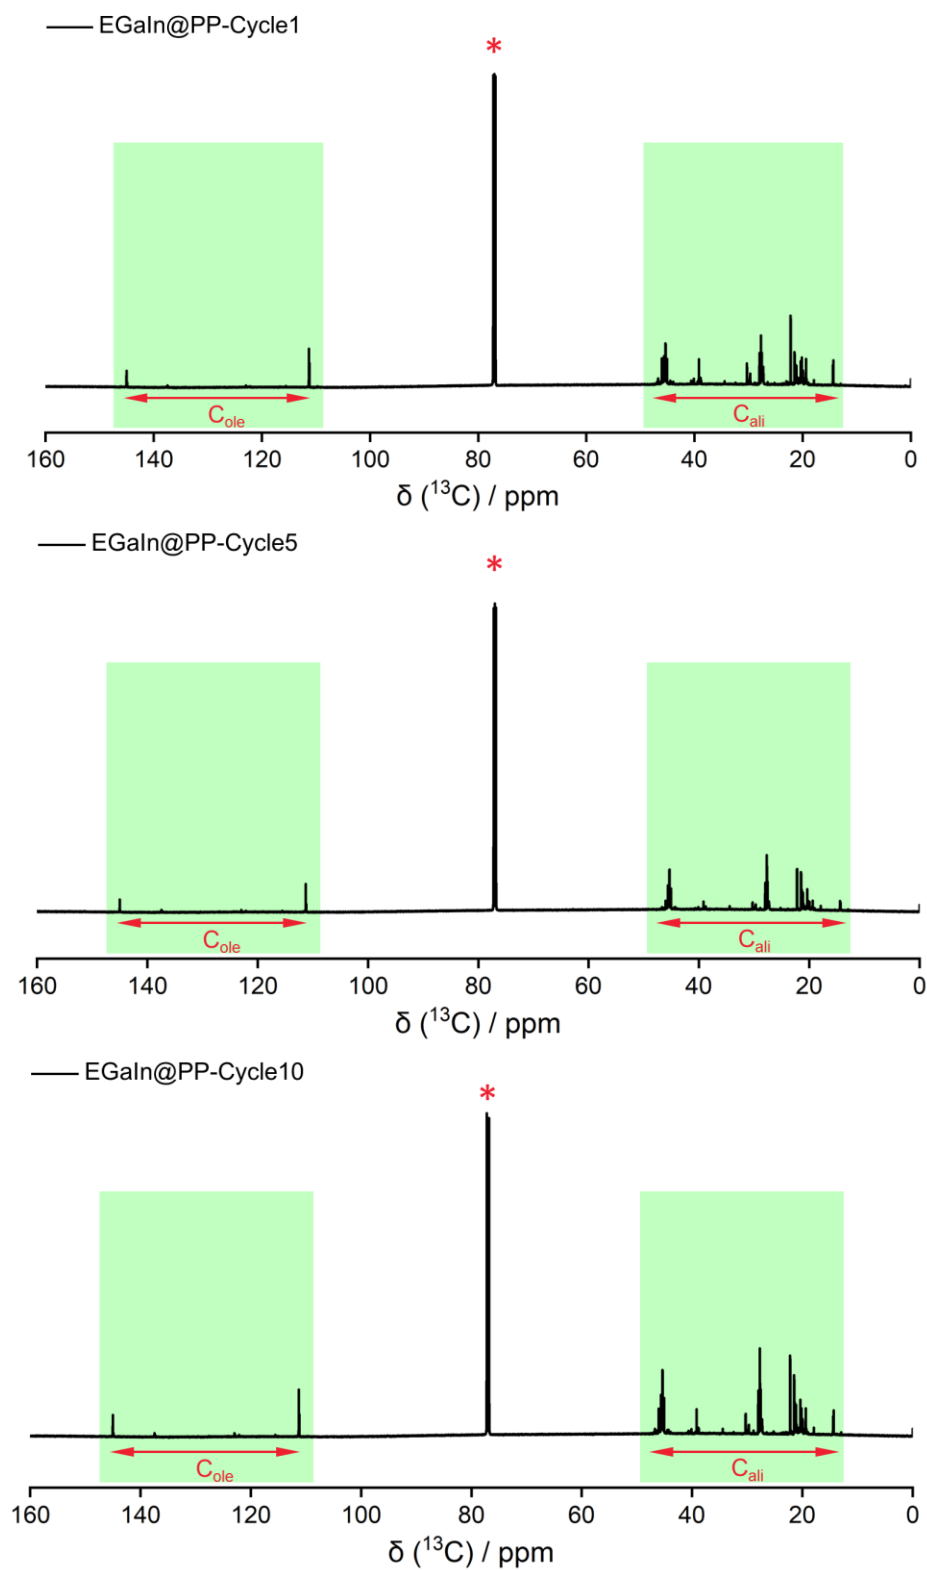 EGaIn@PP-Cycle1
*
C_ole
C_ali
160 140 120 100 80 60 40 20 0
δ (¹³C) / ppm
EGaIn@PP-Cycle5
*
C_ole
C_ali
160 140 120 100 80 60 40 20 0
δ (¹³C) / ppm
EGaIn@PP-Cycle10
*
C_ole
C_ali
160 140 120 100 80 60 40 20 0
δ (¹³C) / ppm